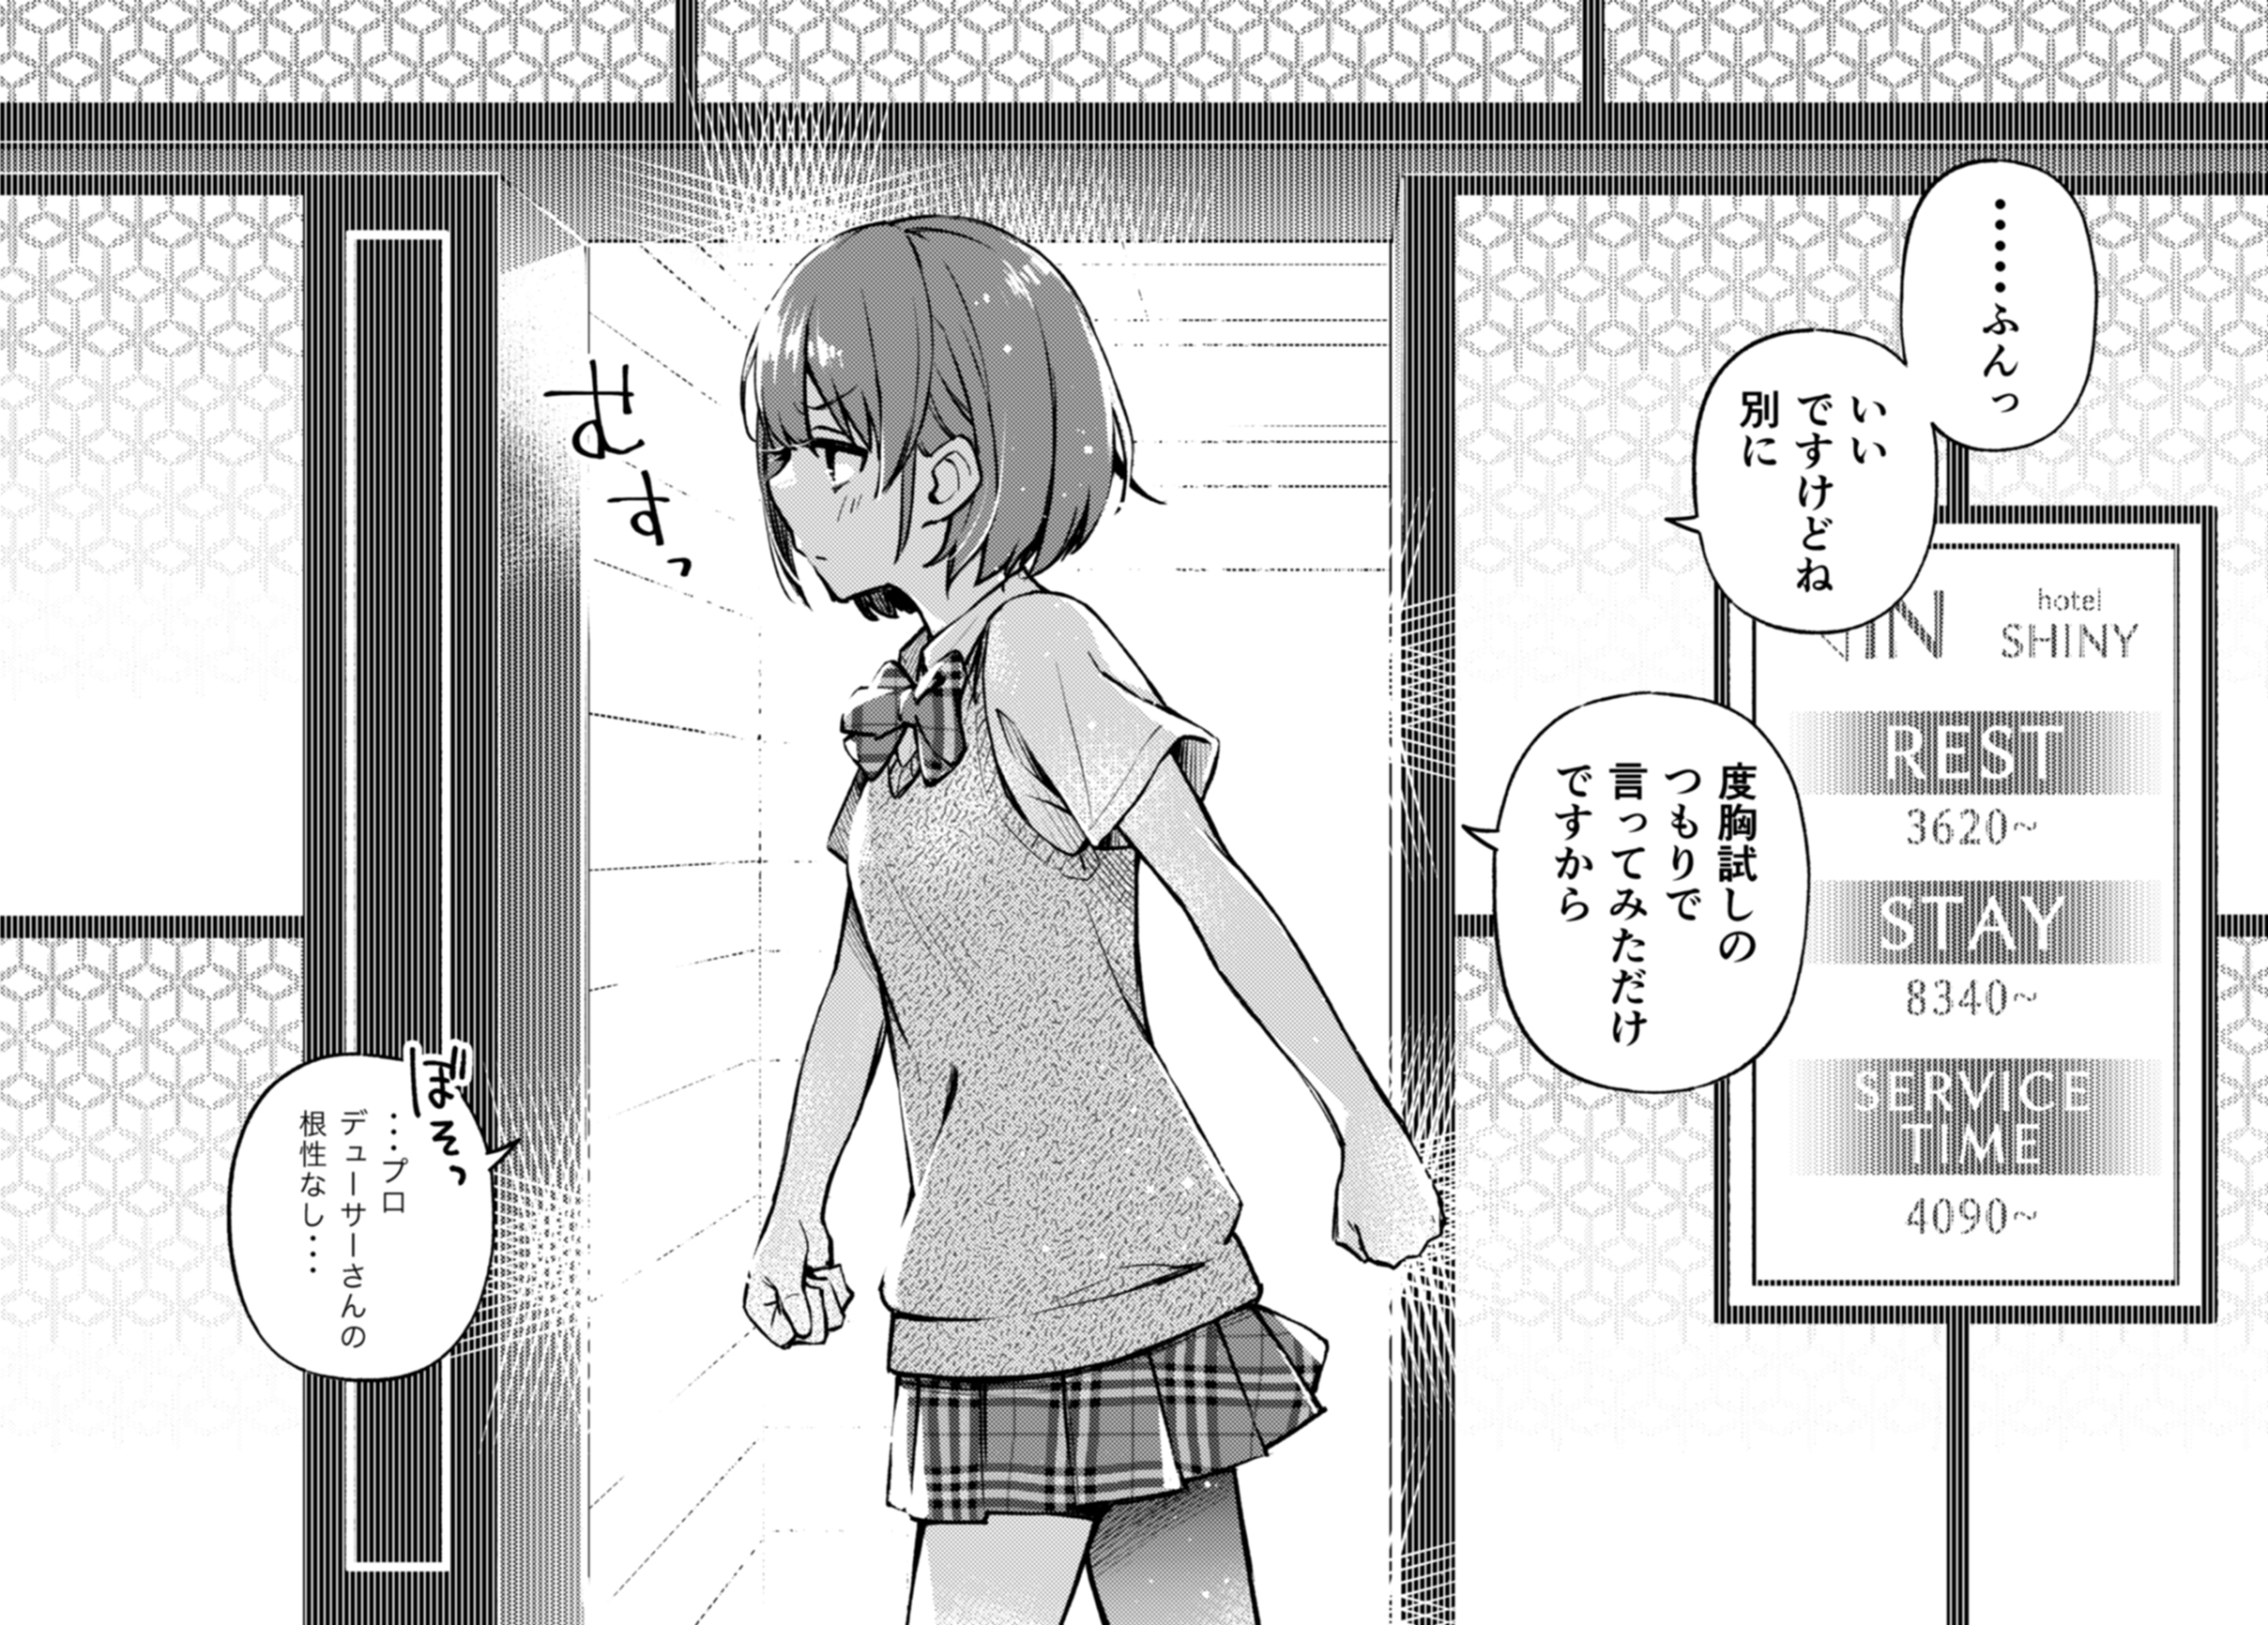 ………ふんっ
いい
ですけどね
別に
度胸試しの
つもりで
言ってみただけ
ですから
hotel
SHINY
REST
3620~
STAY
8340~
SERVICE
TIME
4090~
むすっ
ぼそっ
…プロ
デューサーさんの
根性なし…